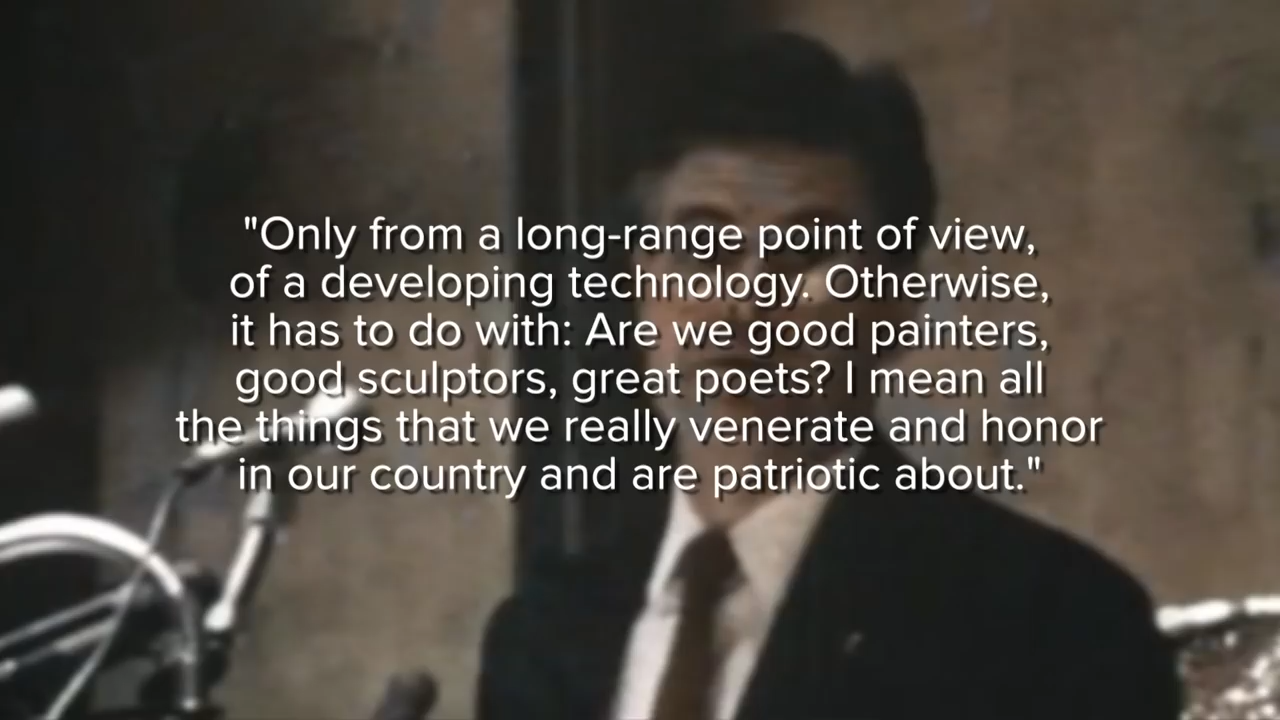 "Only from a long-range point of view,
of a developing technology. Otherwise,
it has to do with: Are we good painters,
good sculptors, great poets? I mean all
the things that we really venerate and honor
in our country and are patriotic about."